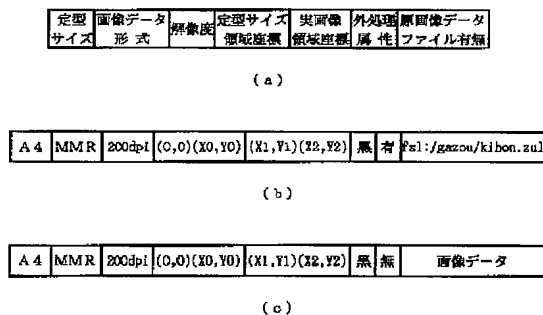 定型サイズ 画像データ形式 解像度 定型サイズ領域座標 実画像領域座標 外処理属性 原画像データファイル有無
(a)
A4 MMR 200dpi (0,0)(X0,Y0) (X1,Y1)(X2,Y2) 黒 有 fs1:/gazou/kihon.zu1
(b)
A4 MMR 200dpi (0,0)(X0,Y0) (X1,Y1)(X2,Y2) 黒 無 画像データ
(c)